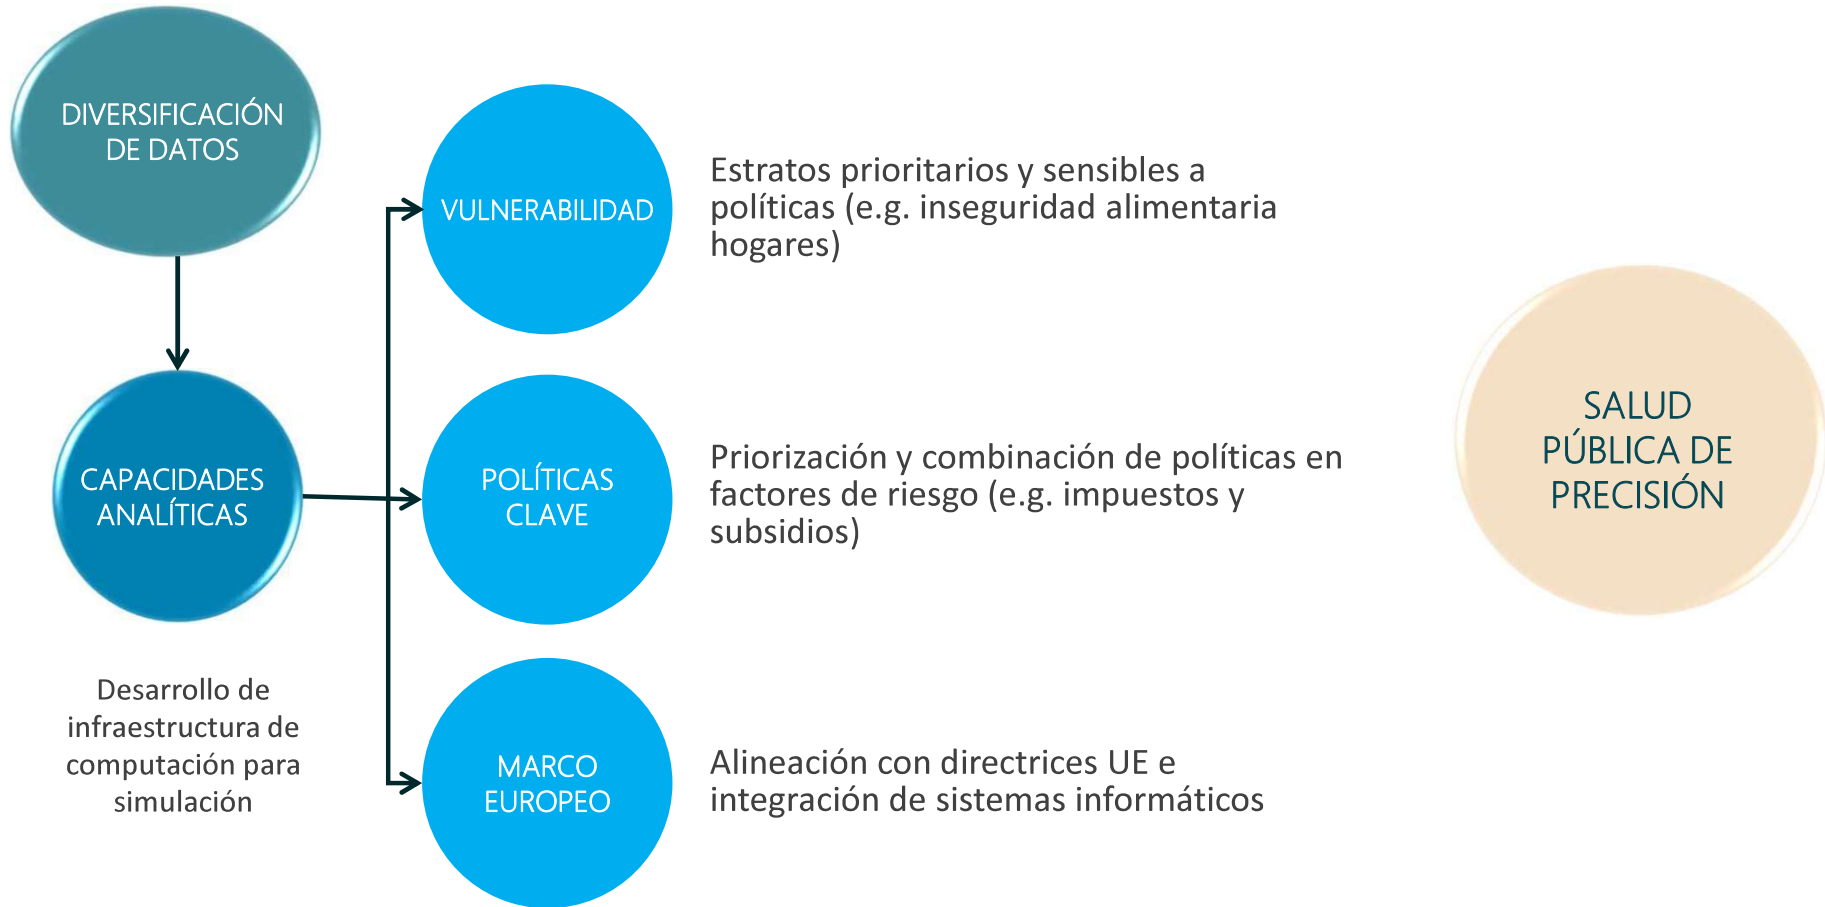 DIVERSIFICACIÓN
DE DATOS
CAPACIDADES
ANALÍTICAS
Desarrollo de
infraestructura de
computación para
simulación
VULNERABILIDAD
Estratos prioritarios y sensibles a
políticas (e.g. inseguridad alimentaria
hogares)
POLÍTICAS
CLAVE
Priorización y combinación de políticas en
factores de riesgo (e.g. impuestos y
subsidios)
MARCO
EUROPEO
Alineación con directrices UE e
integración de sistemas informáticos
SALUD
PÚBLICA DE
PRECISIÓN